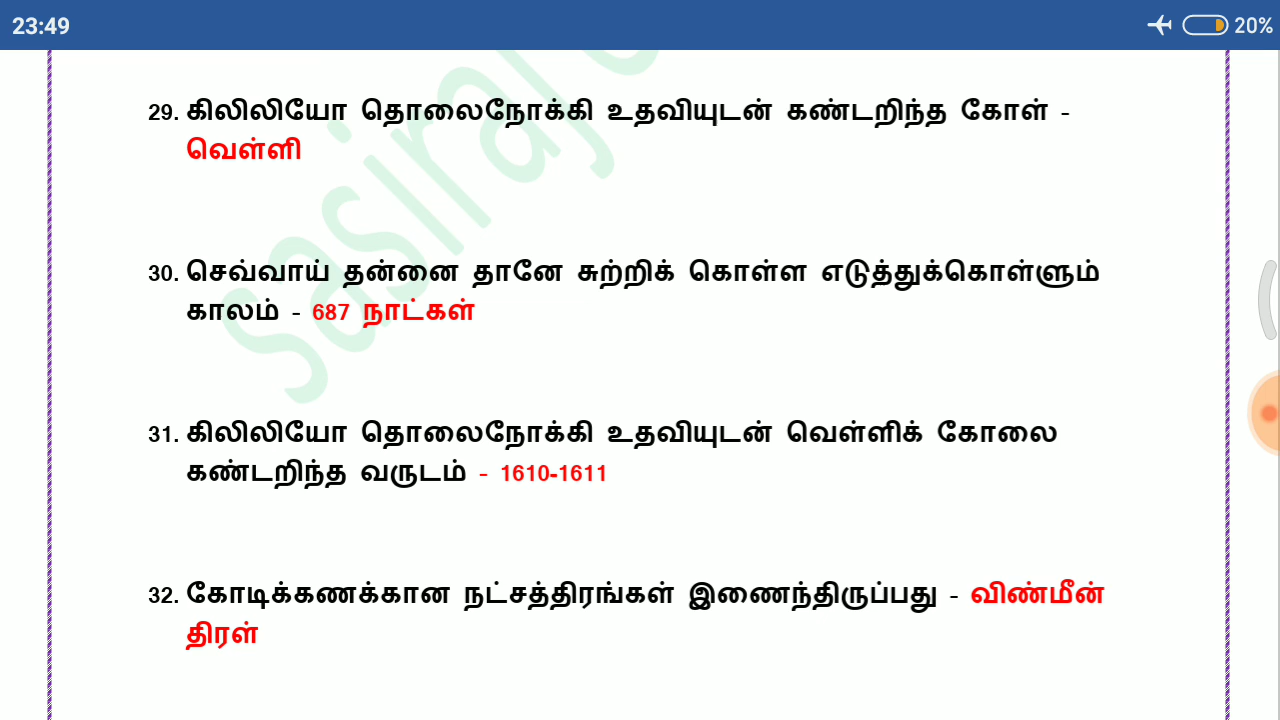 23:49
20%
29. கிலிலியோ தொலைநோக்கி உதவியுடன் கண்டறிந்த கோள் -
வெள்ளி
30. செவ்வாய் தன்னை தானே சுற்றிக் கொள்ள எடுத்துக்கொள்ளும்
காலம் - 687 நாட்கள்
31. கிலிலியோ தொலைநோக்கி உதவியுடன் வெள்ளிக் கோலை
கண்டறிந்த வருடம் - 1610-1611
32. கோடிக்கணக்கான நட்சத்திரங்கள் இணைந்திருப்பது - விண்மீன்
திரள்